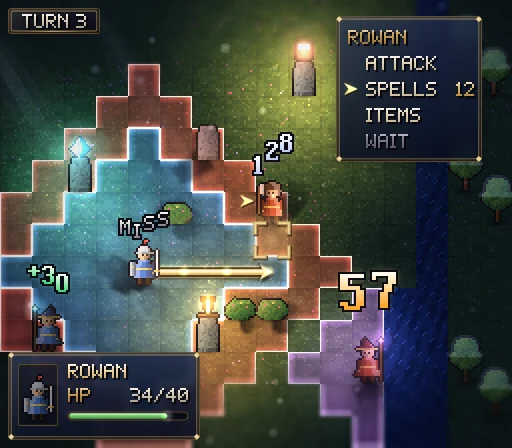 TURN 3
ROWAN
ATTACK
SPELLS 12
ITEMS
WAIT
128
MISS
+30
57
ROWAN
HP 34/40